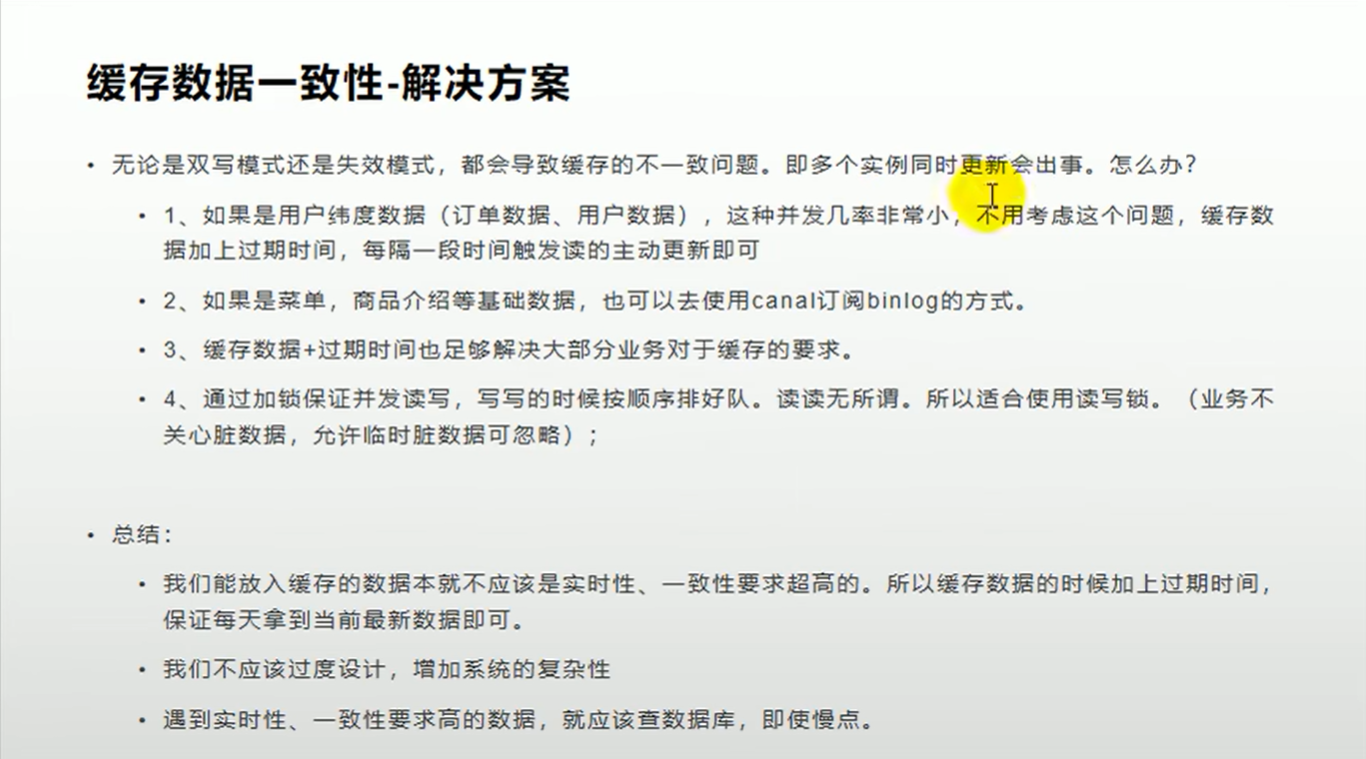 缓存数据一致性-解决方案
• 无论是双写模式还是失效模式，都会导致缓存的不一致问题。即多个实例同时更新会出事。怎么办？
• 1、如果是用户纬度数据（订单数据、用户数据），这种并发几率非常小，不用考虑这个问题，缓存数
据加上过期时间，每隔一段时间触发读的主动更新即可
• 2、如果是菜单，商品介绍等基础数据，也可以去使用canal订阅binlog的方式。
• 3、缓存数据+过期时间也足够解决大部分业务对于缓存的要求。
• 4、通过加锁保证并发读写，写写的时候按顺序排好队。读读无所谓。所以适合使用读写锁。（业务不
关心脏数据，允许临时脏数据可忽略）；
• 总结：
• 我们能放入缓存的数据本就不应该是实时性、一致性要求超高的。所以缓存数据的时候加上过期时间，
保证每天拿到当前最新数据即可。
• 我们不应该过度设计，增加系统的复杂性
• 遇到实时性、一致性要求高的数据，就应该查数据库，即使慢点。